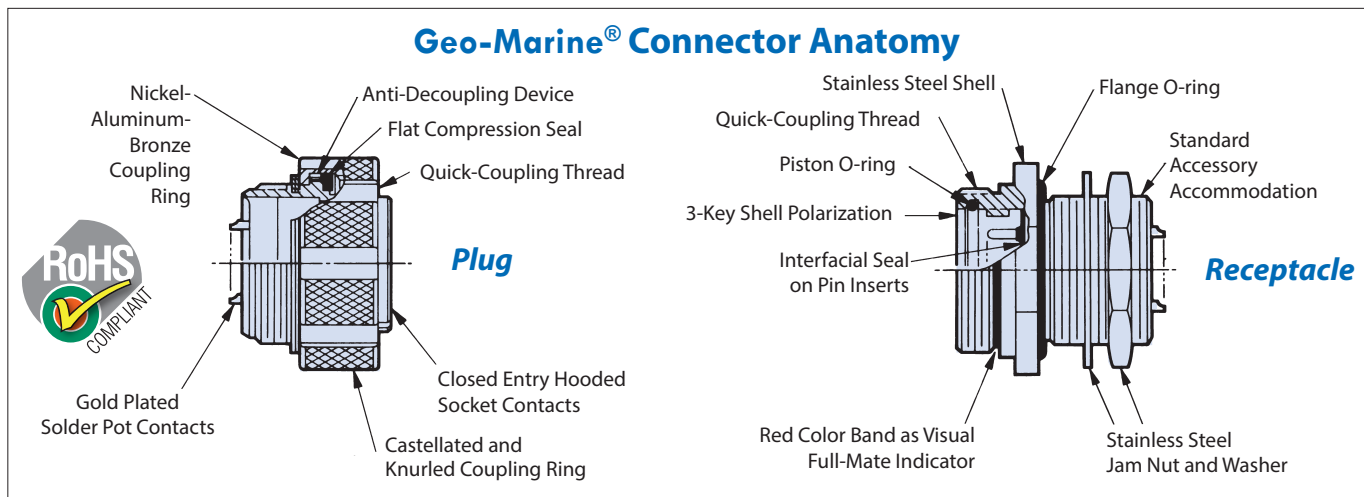 Geo-Marine® Connector Anatomy
Nickel-
Aluminum-
Bronze
Coupling
Ring
Anti-Decoupling Device
Flat Compression Seal
Quick-Coupling Thread
Plug
RoHS
COMPLIANT
Gold Plated
Solder Pot Contacts
Closed Entry Hooded
Socket Contacts
Castellated and
Knurled Coupling Ring
Stainless Steel Shell
Quick-Coupling Thread
Piston O-ring
3-Key Shell Polarization
Interfacial Seal
on Pin Inserts
Flange O-ring
Standard
Accessory
Accommodation
Receptacle
Red Color Band as Visual
Full-Mate Indicator
Stainless Steel
Jam Nut and Washer